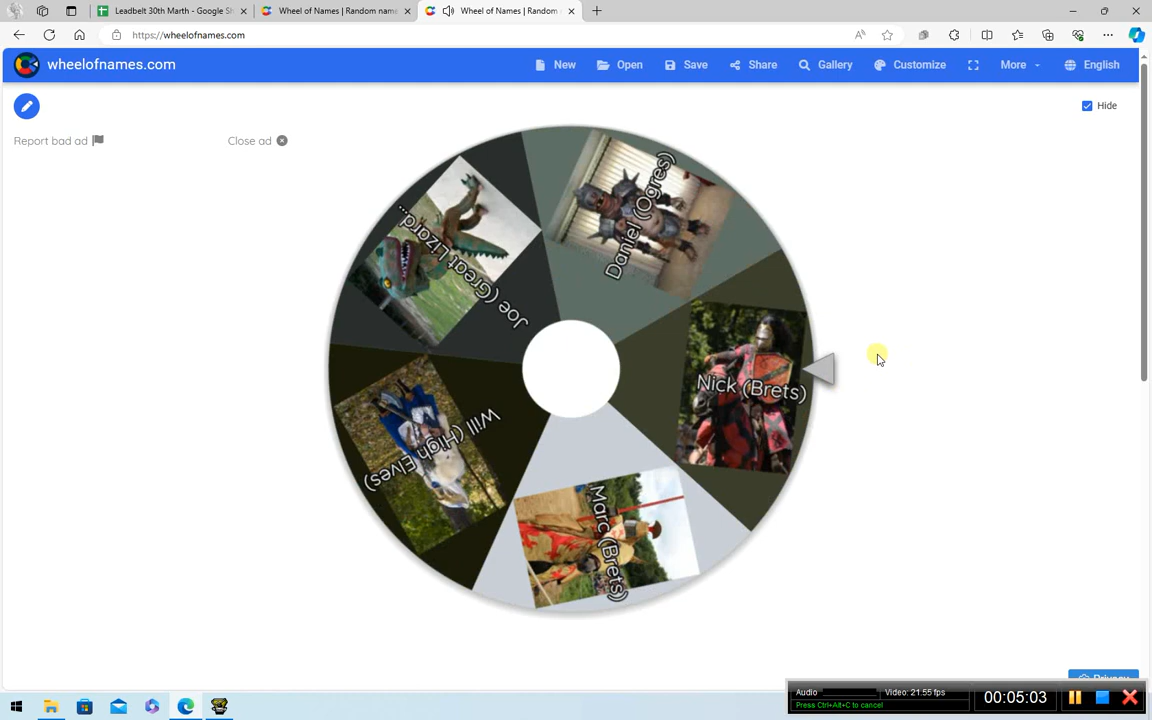 Leadbelt 30th Marth - Google Sh
Wheel of Names | Random nam
Wheel of Names | Random
https://wheelofnames.com
wheelofnames.com
New
Open
Save
Share
Gallery
Customize
More
English
Hide
Report bad ad
Close ad
Daniel (Ogres)
Joe (Great Lizard...
Nick (Brets)
Will (High Elves)
Marc (Brets)
Privacy
Audio
Video: 21.55 fps
Press Ctrl+Alt+C to cancel
00:05:03